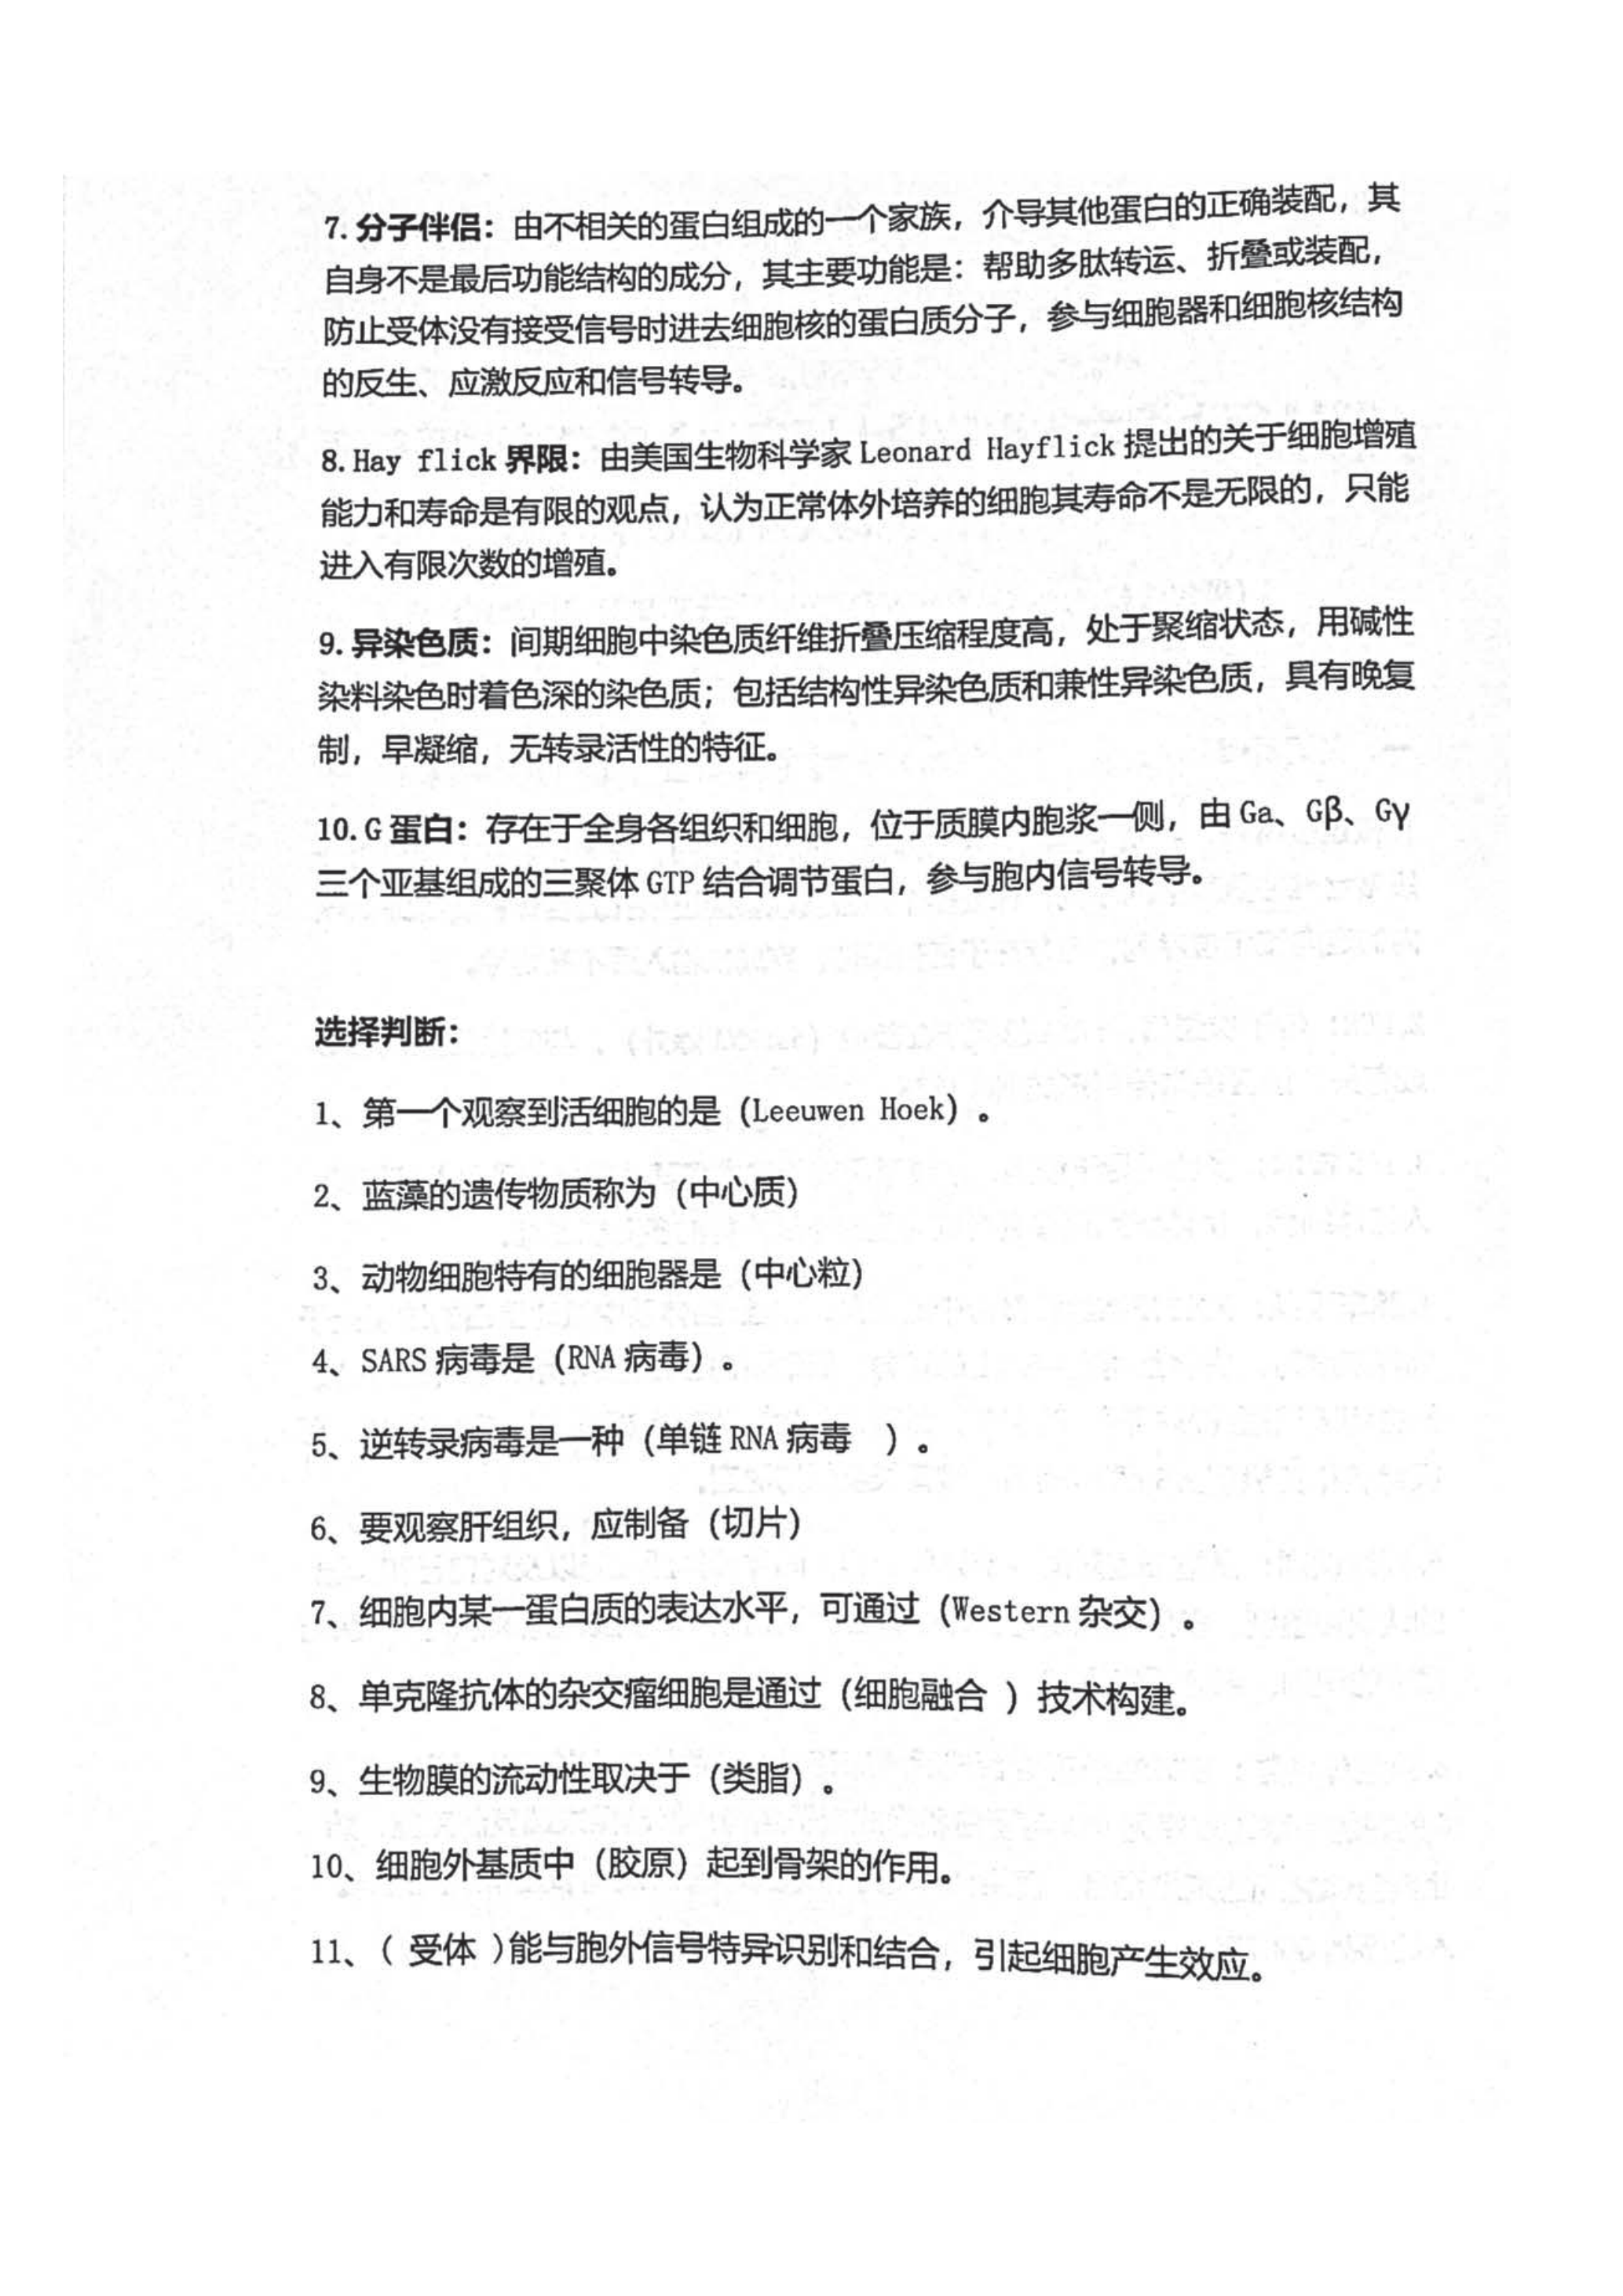 7. 分子伴侣：由不相关的蛋白组成的一个家族，介导其他蛋白的正确装配，其
自身不是最后功能结构的成分，其主要功能是：帮助多肽转运、折叠或装配，
防止受体没有接受信号时进去细胞核的蛋白质分子，参与细胞器和细胞核结构
的反生、应激反应和信号转导。
8. Hay flick 界限：由美国生物科学家 Leonard Hayflick 提出的关于细胞增殖
能力和寿命是有限的观点，认为正常体外培养的细胞其寿命不是无限的，只能
进入有限次数的增殖。
9. 异染色质：间期细胞中染色质纤维折叠压缩程度高，处于聚缩状态，用碱性
染料染色时着色深的染色质；包括结构性异染色质和兼性异染色质，具有晚复
制，早凝缩，无转录活性的特征。
10. G 蛋白：存在于全身各组织和细胞，位于质膜内胞浆一侧，由 Ga、Gβ、Gγ
三个亚基组成的三聚体 GTP 结合调节蛋白，参与胞内信号转导。
选择判断：
1、第一个观察到活细胞的是（Leeuwen Hoek）。
2、蓝藻的遗传物质称为（中心质）
3、动物细胞特有的细胞器是（中心粒）
4、SARS 病毒是（RNA 病毒）。
5、逆转录病毒是一种（单链 RNA 病毒 ）。
6、要观察肝组织，应制备（切片）
7、细胞内某一蛋白质的表达水平，可通过（Western 杂交）。
8、单克隆抗体的杂交瘤细胞是通过（细胞融合 ）技术构建。
9、生物膜的流动性取决于（类脂）。
10、细胞外基质中（胶原）起到骨架的作用。
11、（ 受体 ）能与胞外信号特异识别和结合，引起细胞产生效应。